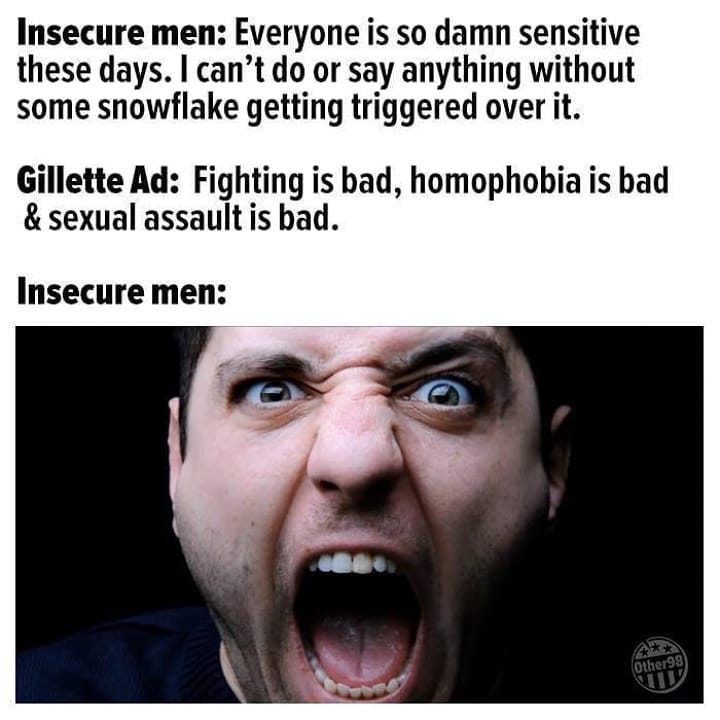 Insecure men: Everyone is so damn sensitive
these days. I can’t do or say anything without
some snowflake getting triggered over it.
Gillette Ad: Fighting is bad, homophobia is bad
& sexual assault is bad.
Insecure men:
Other98